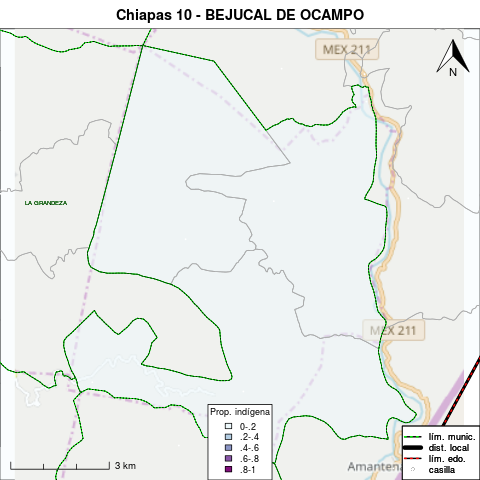 Chiapas 10 - BEJUCAL DE OCAMPO
MEX 211
N
LA GRANDEZA
MEX 211
Prop. indígena
0-.2
.2-.4
.4-.6
.6-.8
.8-1
3 km
Amantena
lím. munic.
dist. local
lím. edo.
casilla